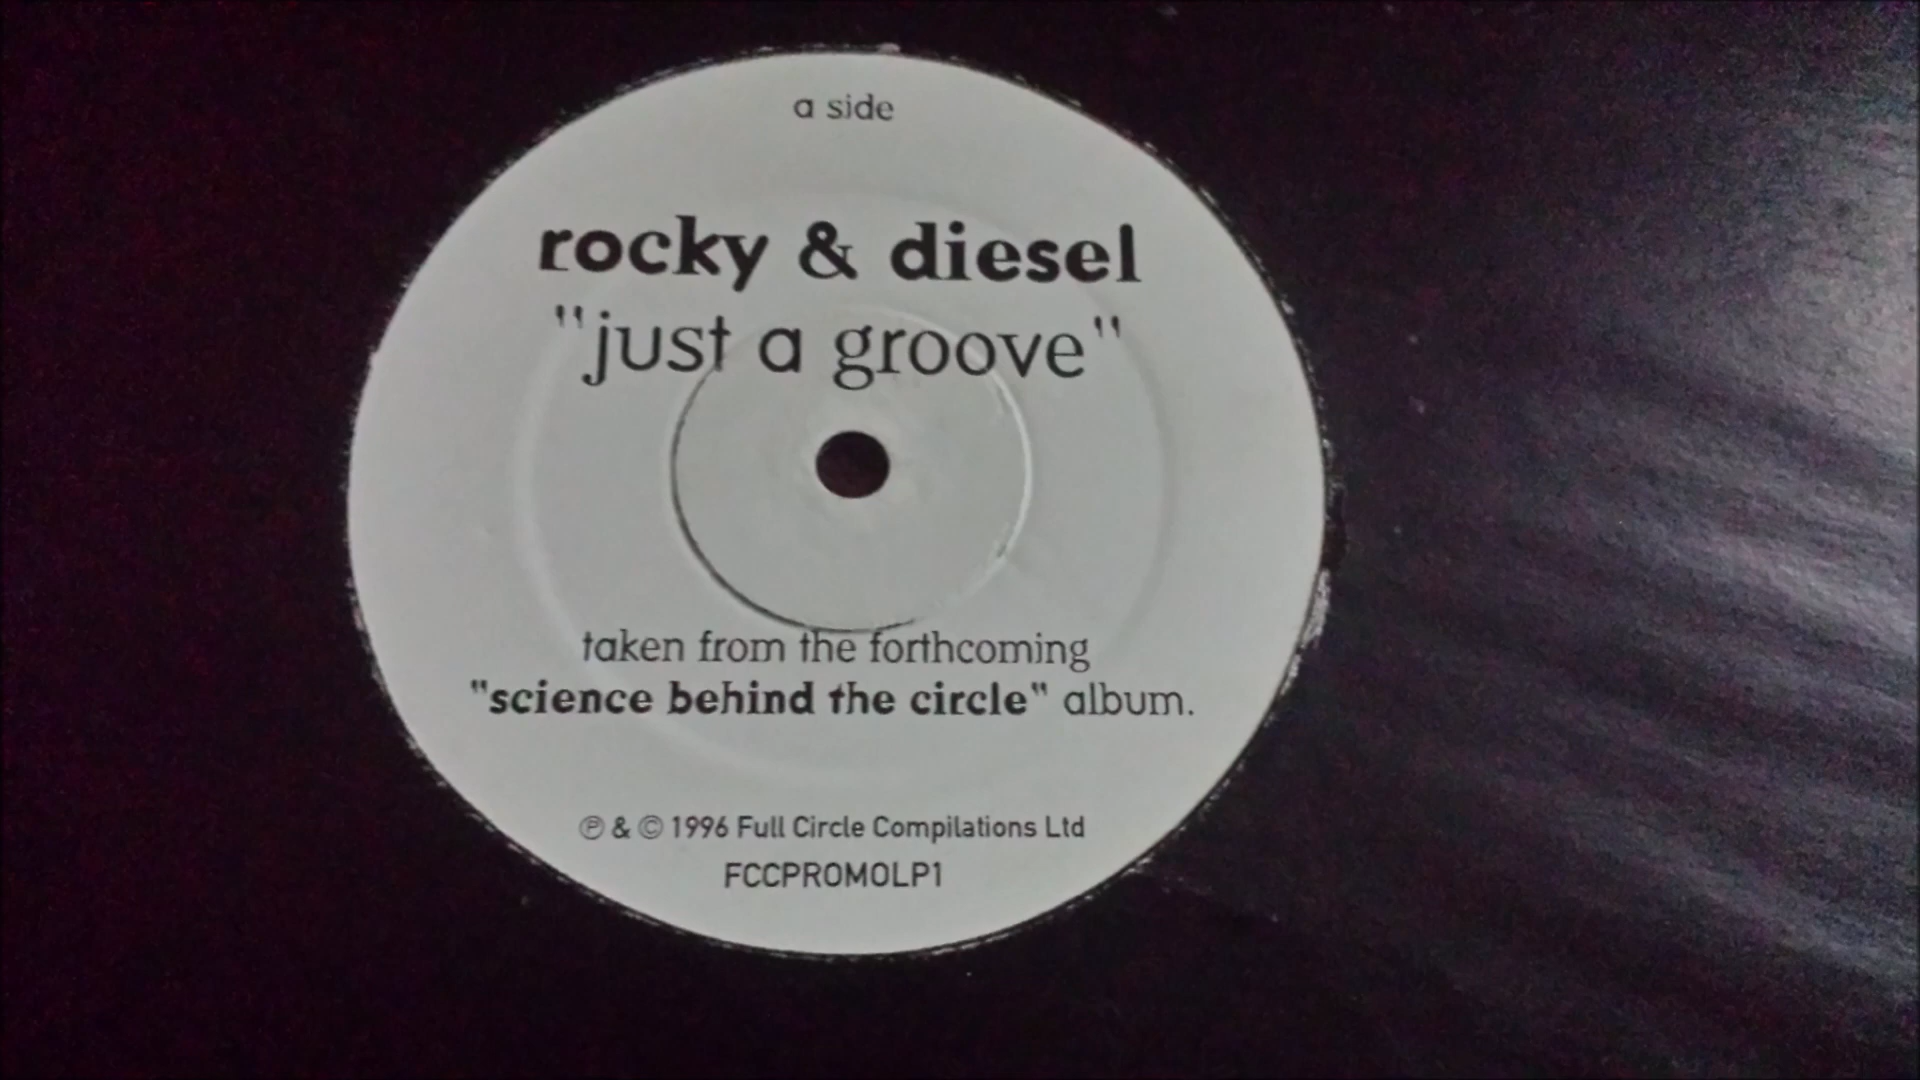 a side
rocky & diesel
"just a groove"
taken from the forthcoming
"science behind the circle" album.
℗ & © 1996 Full Circle Compilations Ltd
FCCPROMOLP1